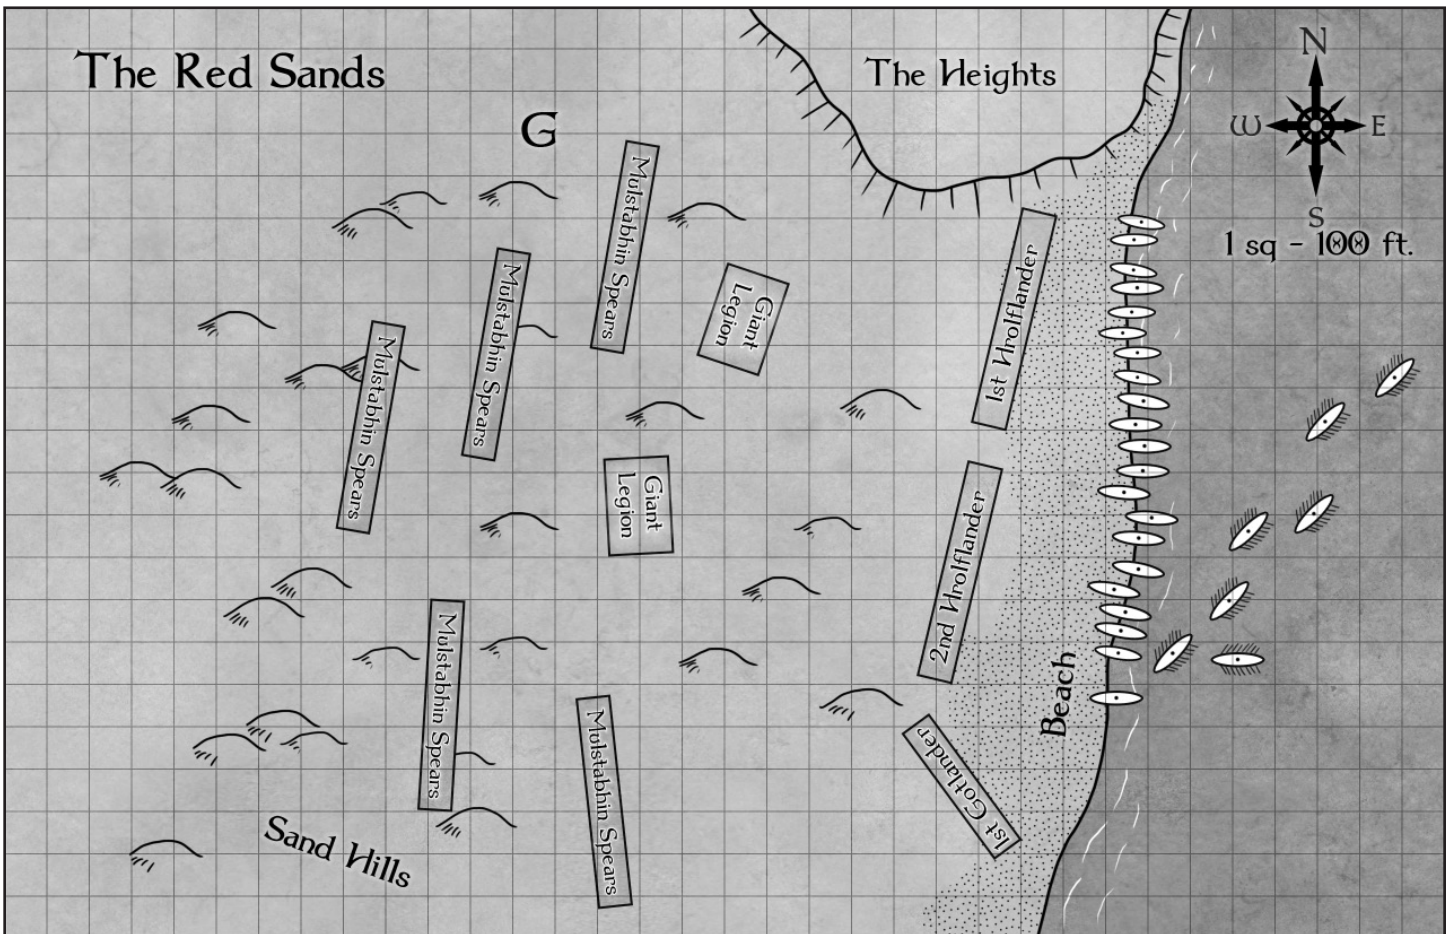 The Red Sands
The Heights
N
W
E
S
1 sq - 100 ft.
G
Mulstabhin Spears
Mulstabhin Spears
Mulstabhin Spears
Giant
Legion
1st Hrolflander
Giant
Legion
2nd Hrolflander
Mulstabhin Spears
Mulstabhin Spears
Beach
1st Gotlander
Sand Hills